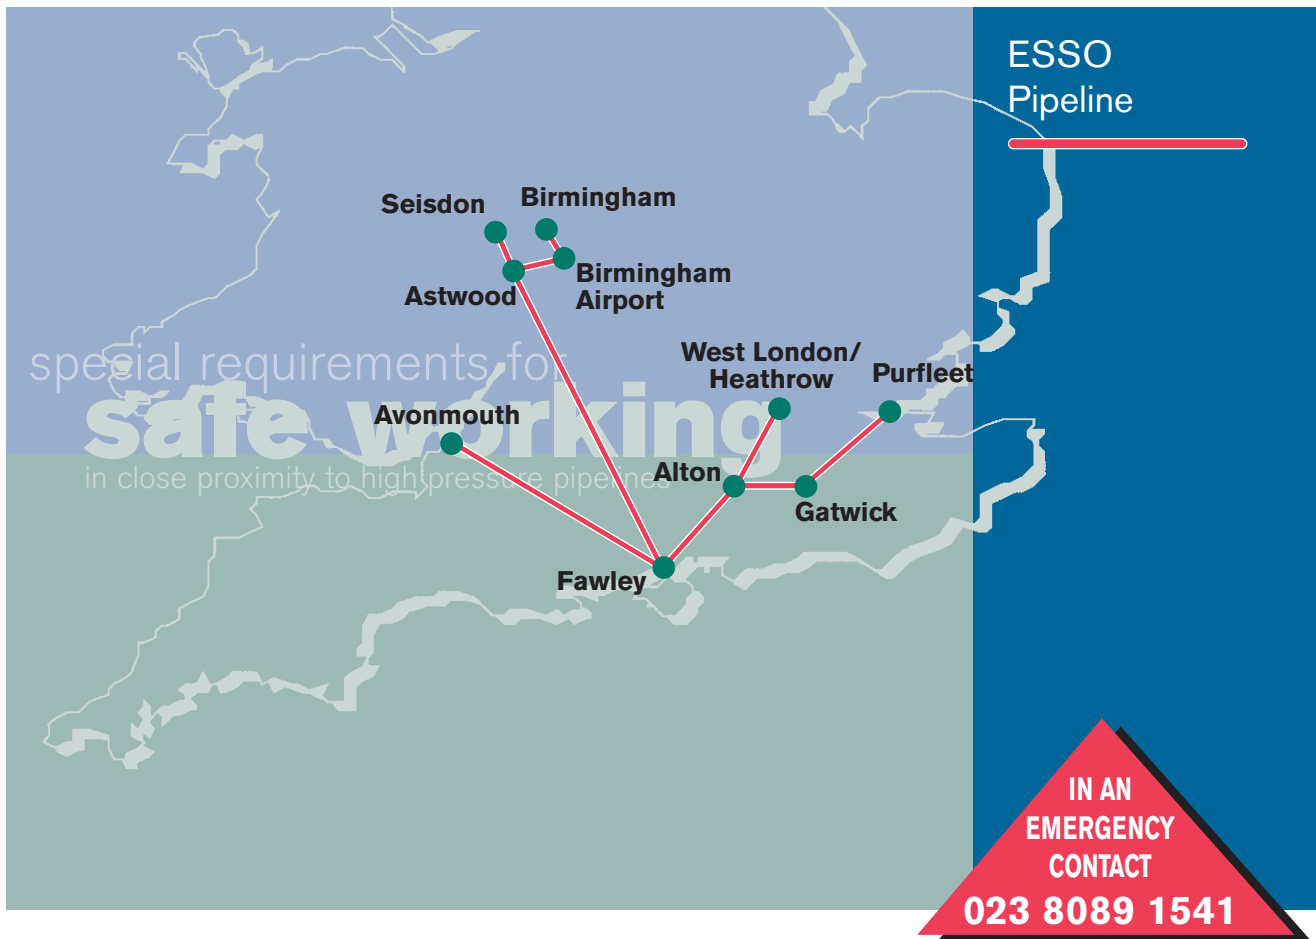 ESSO
Pipeline
Seisdon
Birmingham
Birmingham
Airport
Astwood
special requirements for
safe working
in close proximity to high pressure pipelines
West London/
Heathrow
Purfleet
Avonmouth
Alton
Gatwick
Fawley
IN AN
EMERGENCY
CONTACT
023 8089 1541